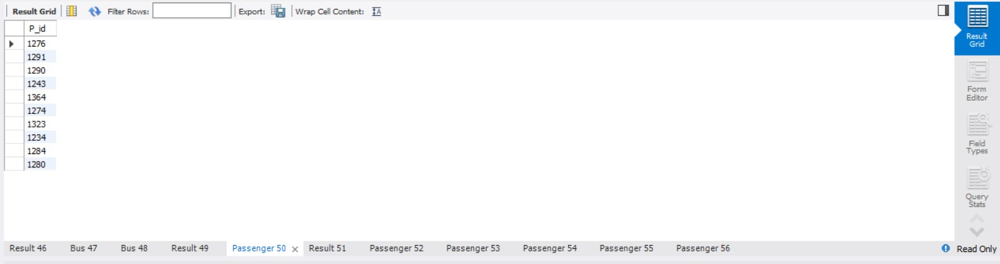 Result Grid Filter Rows: Export: Wrap Cell Content: IA
P_id
1276
1291
1290
1243
1364
1274
1323
1234
1284
1280
Result
Grid
Form
Editor
Field
Types
Query
Stats
Result 46 Bus 47 Bus 48 Result 49 Passenger 50 × Result 51 Passenger 52 Passenger 53 Passenger 54 Passenger 55 Passenger 56 Read Only